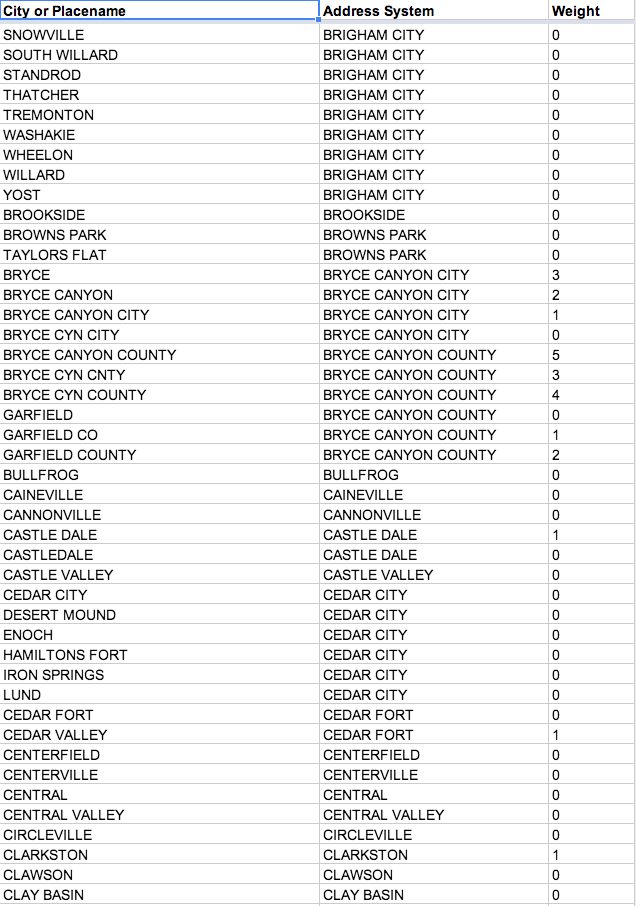 City or Placename Address System Weight
SNOWVILLE BRIGHAM CITY 0
SOUTH WILLARD BRIGHAM CITY 0
STANDROD BRIGHAM CITY 0
THATCHER BRIGHAM CITY 0
TREMONTON BRIGHAM CITY 0
WASHAKIE BRIGHAM CITY 0
WHEELON BRIGHAM CITY 0
WILLARD BRIGHAM CITY 0
YOST BRIGHAM CITY 0
BROOKSIDE BROOKSIDE 0
BROWNS PARK BROWNS PARK 0
TAYLORS FLAT BROWNS PARK 0
BRYCE BRYCE CANYON CITY 3
BRYCE CANYON BRYCE CANYON CITY 2
BRYCE CANYON CITY BRYCE CANYON CITY 1
BRYCE CYN CITY BRYCE CANYON CITY 0
BRYCE CANYON COUNTY BRYCE CANYON COUNTY 5
BRYCE CYN CNTY BRYCE CANYON COUNTY 3
BRYCE CYN COUNTY BRYCE CANYON COUNTY 4
GARFIELD BRYCE CANYON COUNTY 0
GARFIELD CO BRYCE CANYON COUNTY 1
GARFIELD COUNTY BRYCE CANYON COUNTY 2
BULLFROG BULLFROG 0
CAINEVILLE CAINEVILLE 0
CANNONVILLE CANNONVILLE 0
CASTLE DALE CASTLE DALE 1
CASTLEDALE CASTLE DALE 0
CASTLE VALLEY CASTLE VALLEY 0
CEDAR CITY CEDAR CITY 0
DESERT MOUND CEDAR CITY 0
ENOCH CEDAR CITY 0
HAMILTONS FORT CEDAR CITY 0
IRON SPRINGS CEDAR CITY 0
LUND CEDAR CITY 0
CEDAR FORT CEDAR FORT 0
CEDAR VALLEY CEDAR FORT 1
CENTERFIELD CENTERFIELD 0
CENTERVILLE CENTERVILLE 0
CENTRAL CENTRAL 0
CENTRAL VALLEY CENTRAL VALLEY 0
CIRCLEVILLE CIRCLEVILLE 0
CLARKSTON CLARKSTON 1
CLAWSON CLAWSON 0
CLAY BASIN CLAY BASIN 0